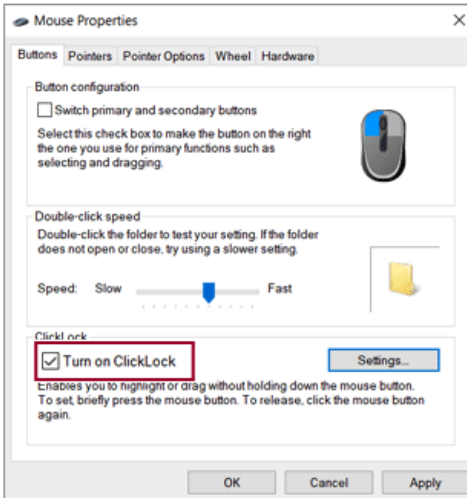 Mouse Properties
Buttons Pointers Pointer Options Wheel Hardware
Button configuration
Switch primary and secondary buttons
Select this check box to make the button on the right
the one you use for primary functions such as
selecting and dragging.
Double-click speed
Double-click the folder to test your setting. If the folder
does not open or close, try using a slower setting.
Speed: Slow Fast
ClickLock
Turn on ClickLock Settings...
Enables you to highlight or drag without holding down the mouse button.
To set, briefly press the mouse button. To release, click the mouse button
again.
OK Cancel Apply